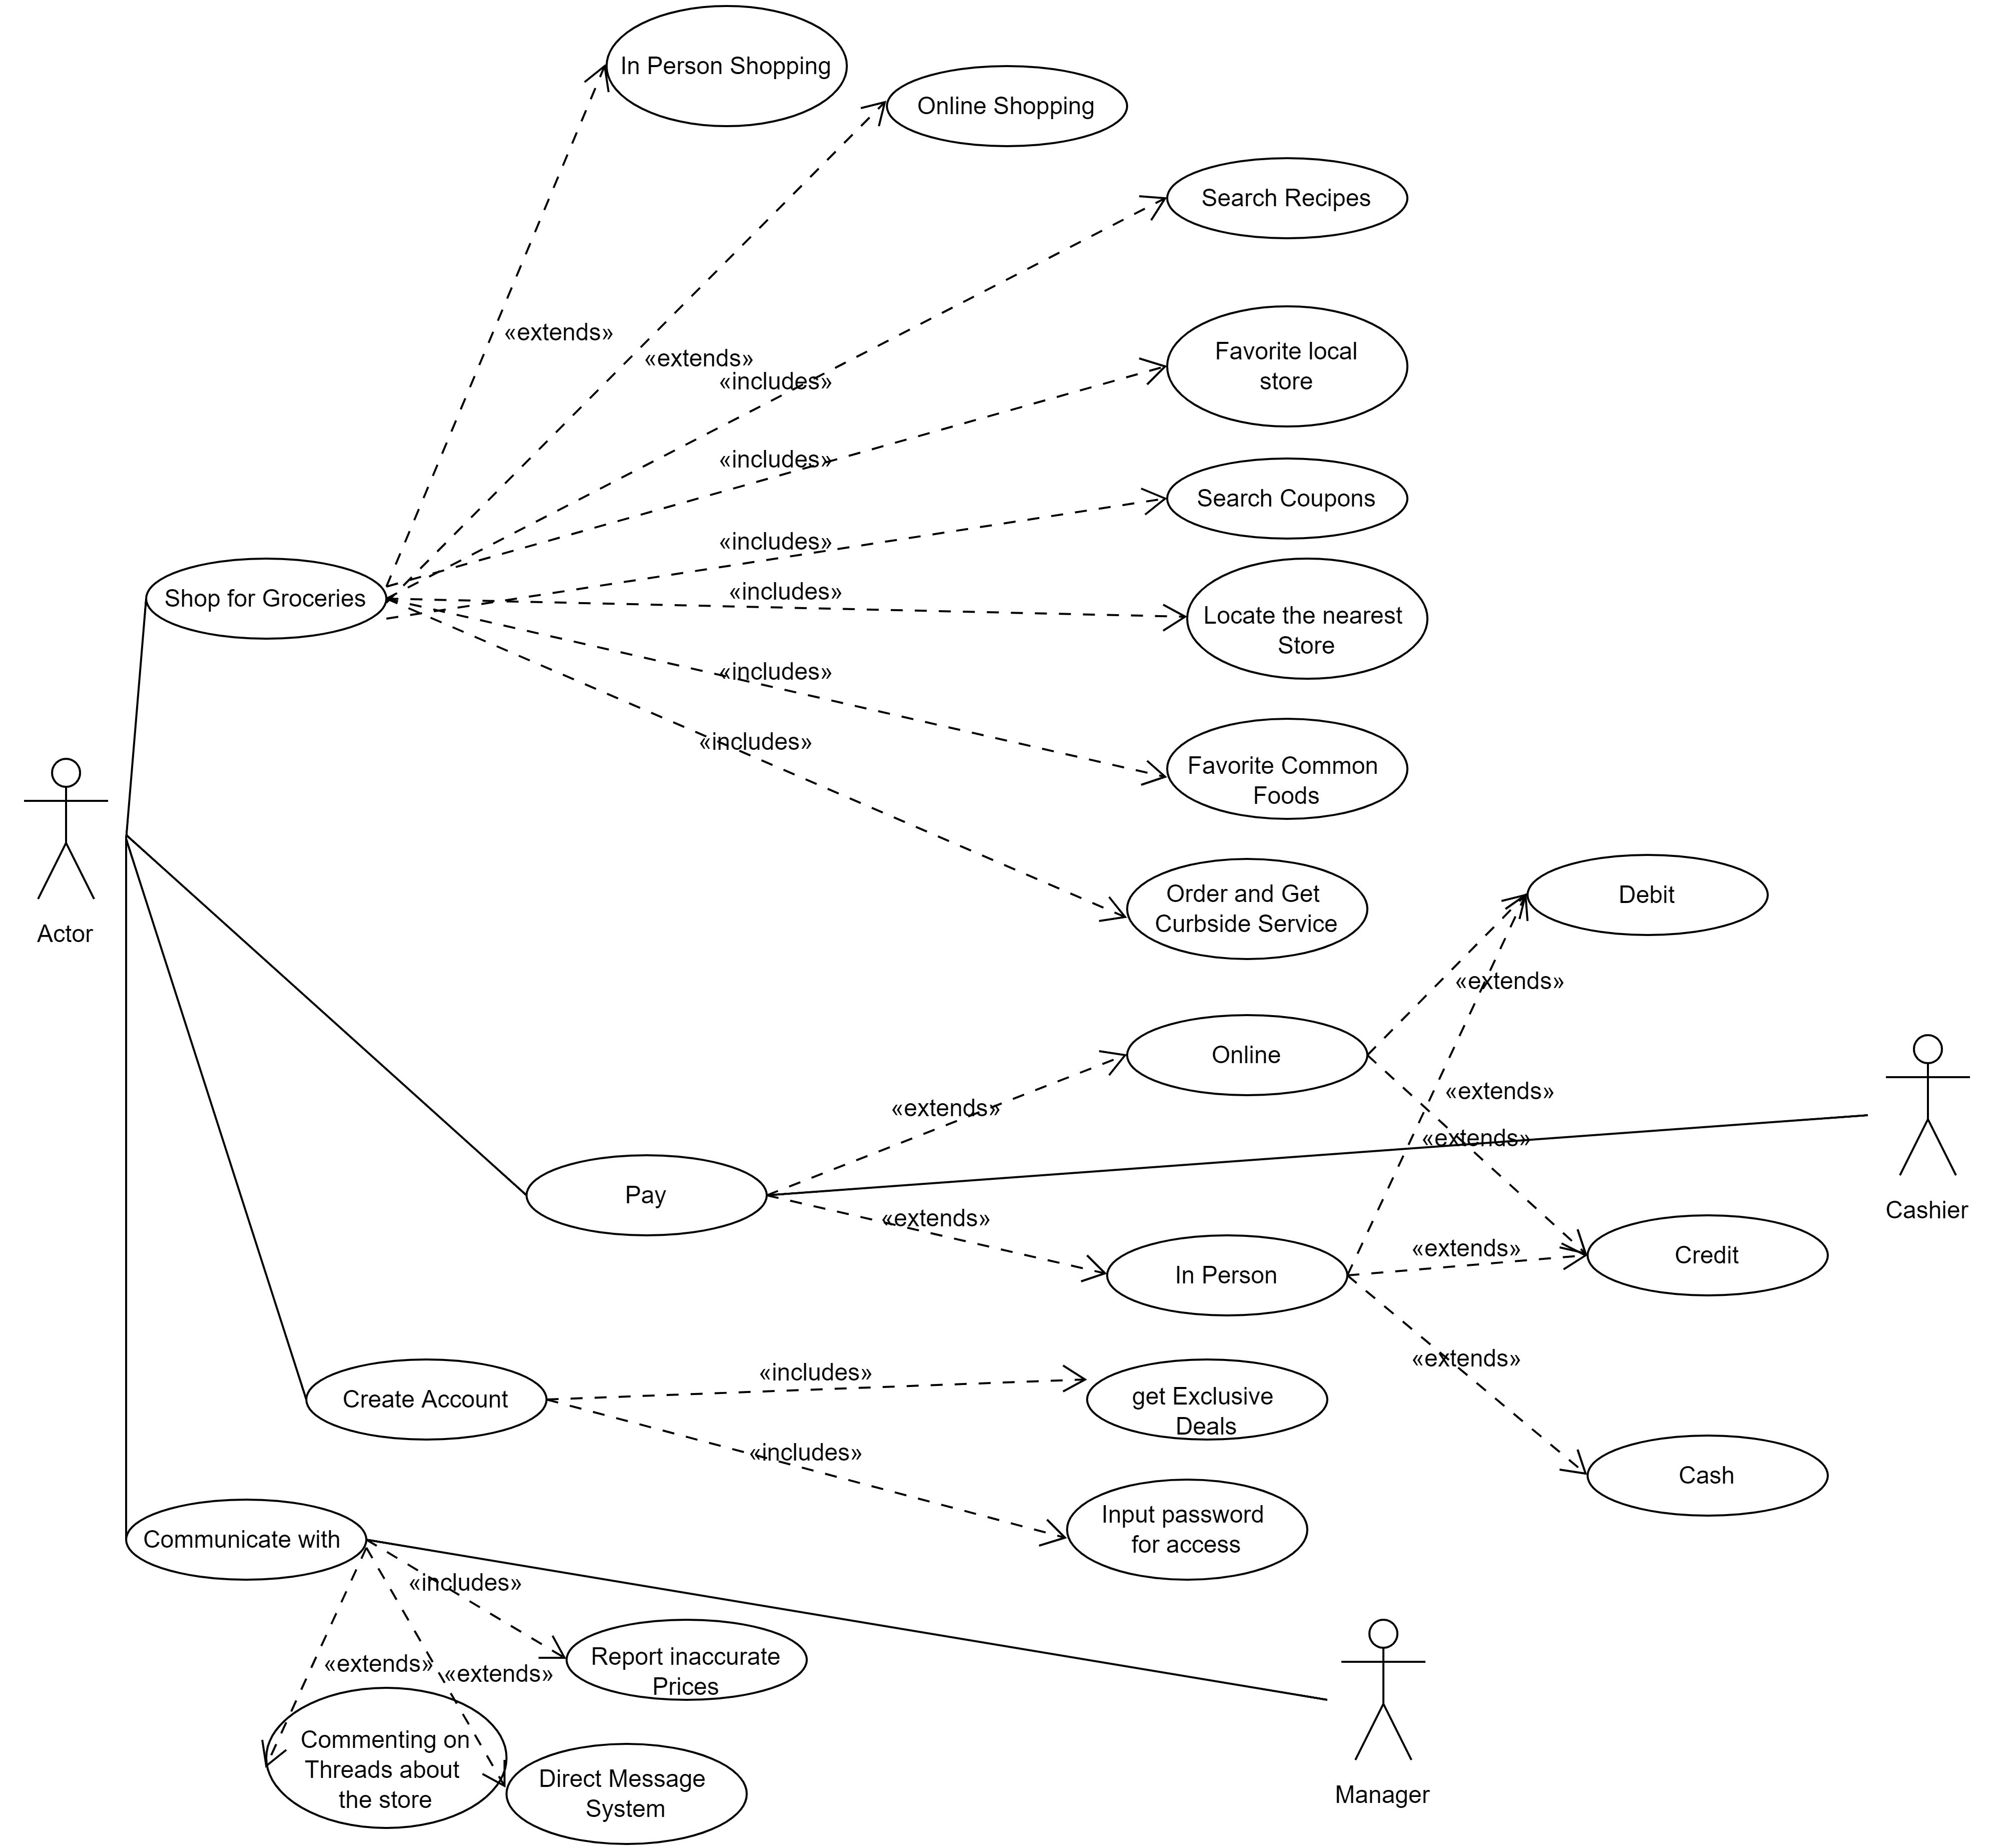 In Person Shopping
Online Shopping
Search Recipes
«extends»
«extends»
«includes»
Favorite local
store
«includes»
Search Coupons
«includes»
«includes»
Shop for Groceries
Locate the nearest
Store
«includes»
«includes»
Favorite Common
Foods
Order and Get
Curbside Service
Debit
Actor
«extends»
Online
«extends»
«extends»
«extends»
Pay
Cashier
«extends»
«extends»
Credit
In Person
«extends»
«includes»
get Exclusive
Deals
Create Account
«includes»
Cash
Input password
for access
Communicate with
«includes»
«extends»
«extends»
Report inaccurate
Prices
Commenting on
Threads about
the store
Direct Message
System
Manager